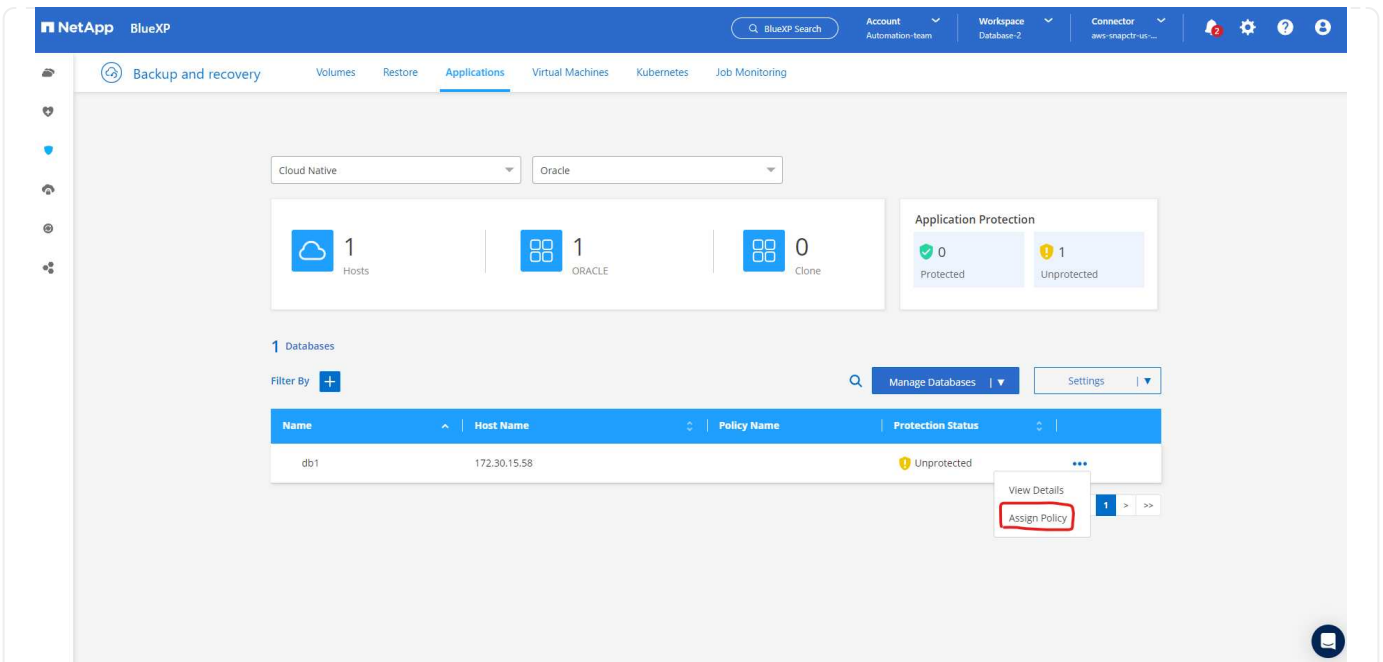 NetApp BlueXP BlueXP Search Account Automation-team Workspace Database-2 Connector aws-snapctr-us-... 2
Backup and recovery Volumes Restore Applications Virtual Machines Kubernetes Job Monitoring
Cloud Native Oracle
1 Hosts
1 ORACLE
0 Clone
Application Protection
0 Protected
1 Unprotected
1 Databases
Filter By + Manage Databases | Settings |
Name Host Name Policy Name Protection Status
db1 172.30.15.58 Unprotected •••
View Details
Assign Policy
1 > >>